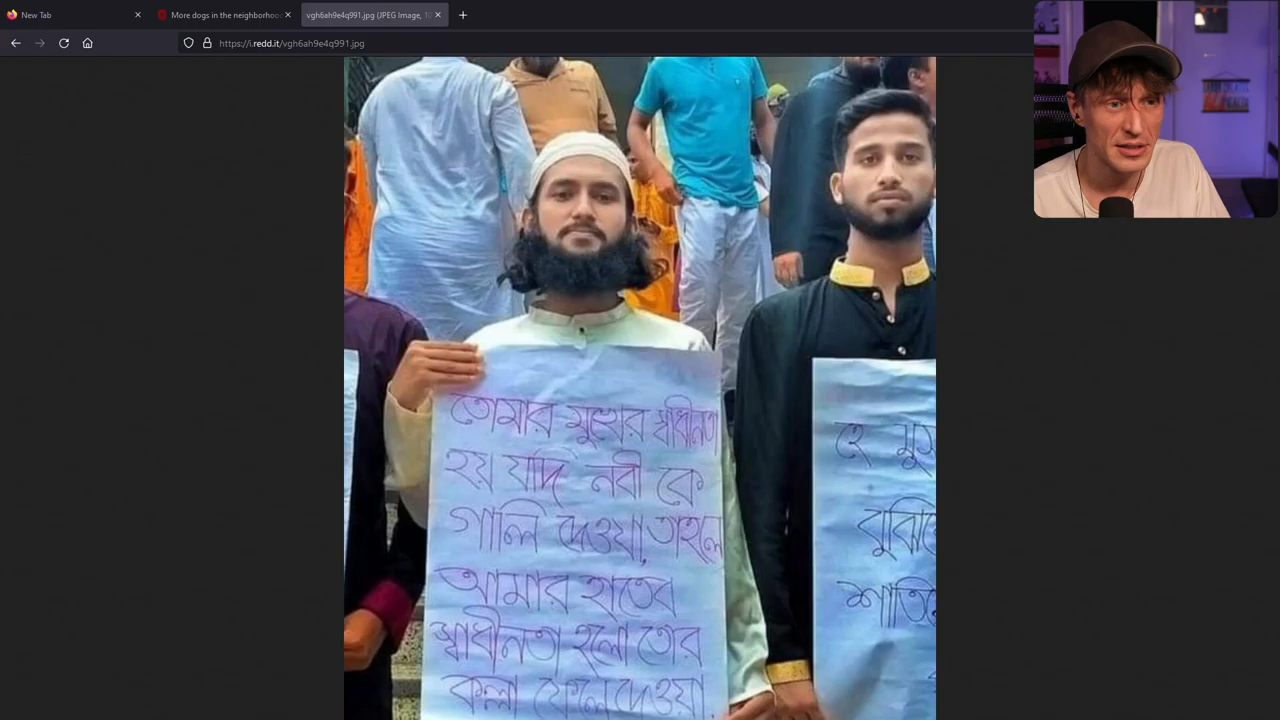 New Tab
More dogs in the neighborhoo
vgh6ah9e4q991.jpg (JPEG Image, 10
https://i.redd.it/vgh6ah9e4q991.jpg
তোমার মুখের স্বাধীনতা
হয় যদি নবী কে
গালি দেওয়া, তাহলে
আমার হাতের
স্বাধীনতা হলো তোর
কল্লা ফেলে দেওয়া.
হে মুস
বুঝি
শাতি